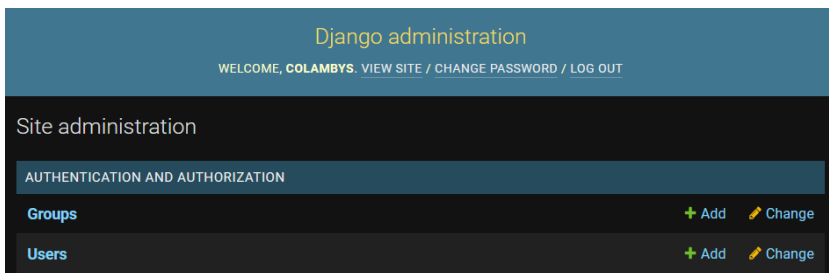 Django administration
WELCOME, COLAMBYS. VIEW SITE / CHANGE PASSWORD / LOG OUT
Site administration
AUTHENTICATION AND AUTHORIZATION
Groups Add Change
Users Add Change